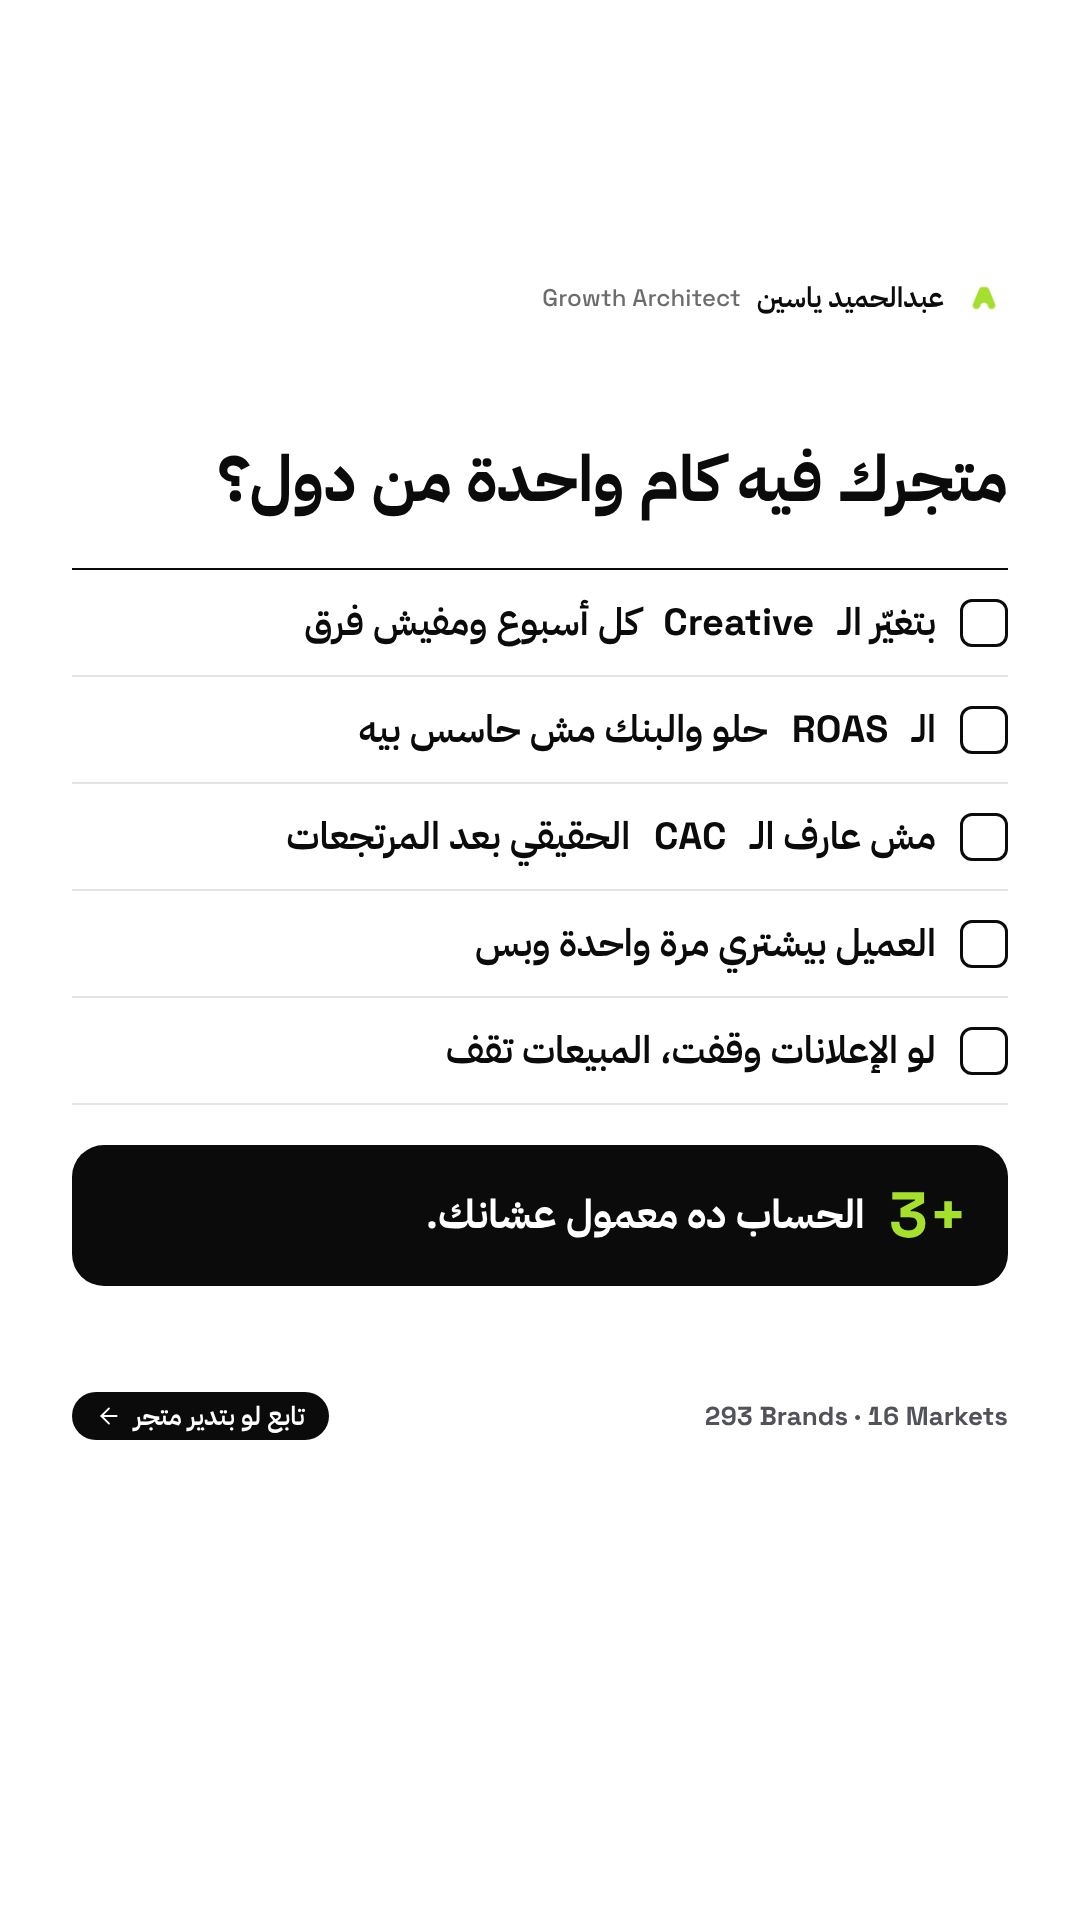 عبدالحميد ياسين Growth Architect
متجرك فيه كام واحدة من دول؟
بتغيّر الـ Creative كل أسبوع ومفيش فرق
الـ ROAS حلو والبنك مش حاسس بيه
مش عارف الـ CAC الحقيقي بعد المرتجعات
العميل بيشتري مرة واحدة وبس
لو الإعلانات وقفت، المبيعات تقف
3+ الحساب ده معمول عشانك.
293 Brands · 16 Markets
تابع لو بتدير متجر ←